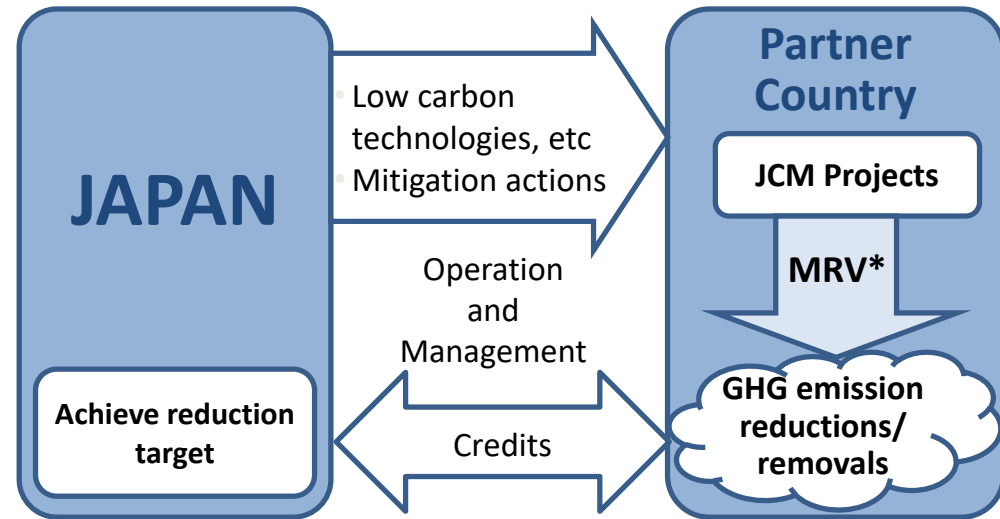 JAPAN
Achieve reduction
target
• Low carbon
technologies, etc
• Mitigation actions
Operation
and
Management
Credits
Partner
Country
JCM Projects
MRV*
GHG emission
reductions/
removals